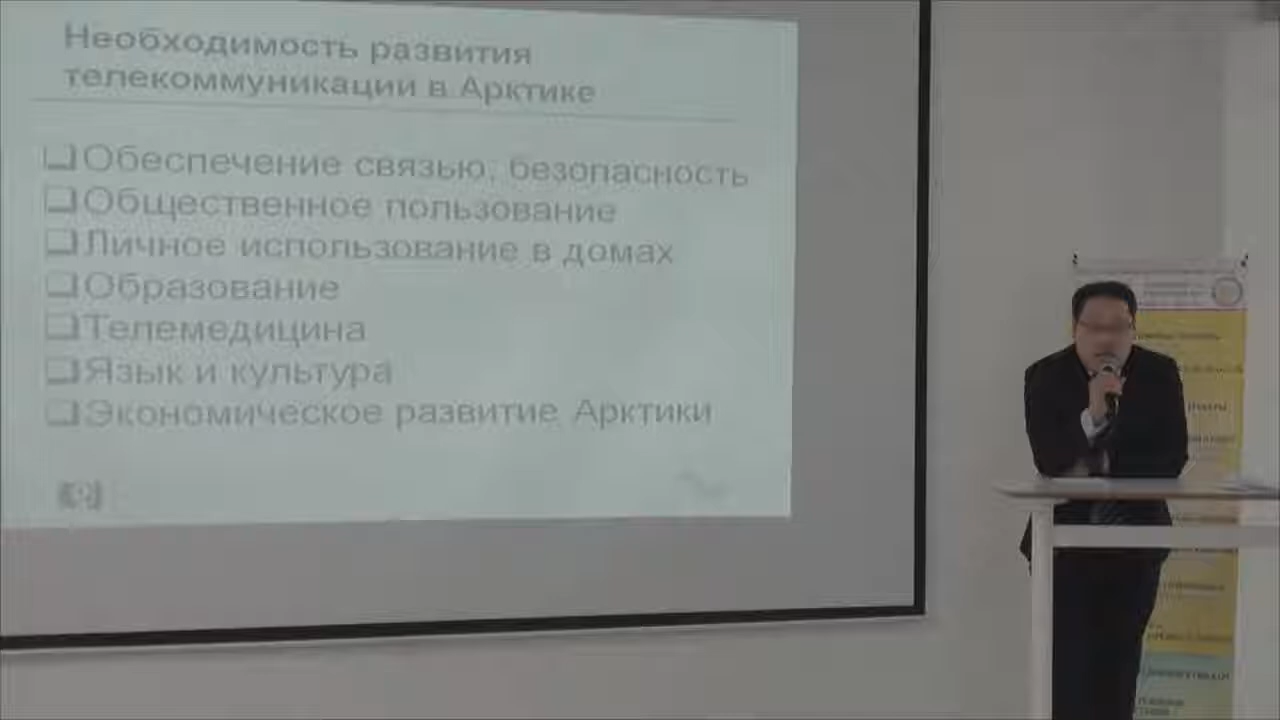 Необходимость развития
телекоммуникации в Арктике
Обеспечение связью, безопасность
Общественное пользование
Личное использование в домах
Образование
Телемедицина
Язык и культура
Экономическое развитие Арктики